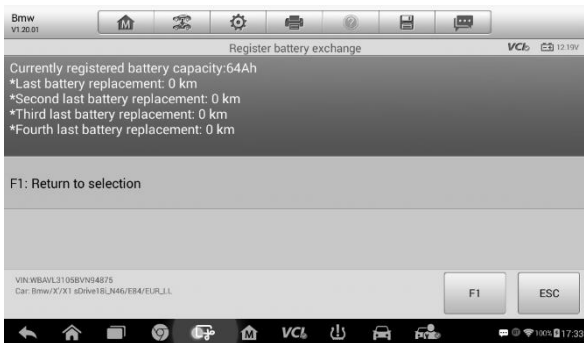 Bmw
V1.20.01
Register battery exchange
VCI
12.19V
Currently registered battery capacity:64Ah
*Last battery replacement: 0 km
*Second last battery replacement: 0 km
*Third last battery replacement: 0 km
*Fourth last battery replacement: 0 km
F1: Return to selection
VIN:WBAVL3105BVN94875
Car: Bmw/X'/X1 sDrive18i_N46/E84/EUR_LL
F1
ESC
M
VCI
100%
17:33